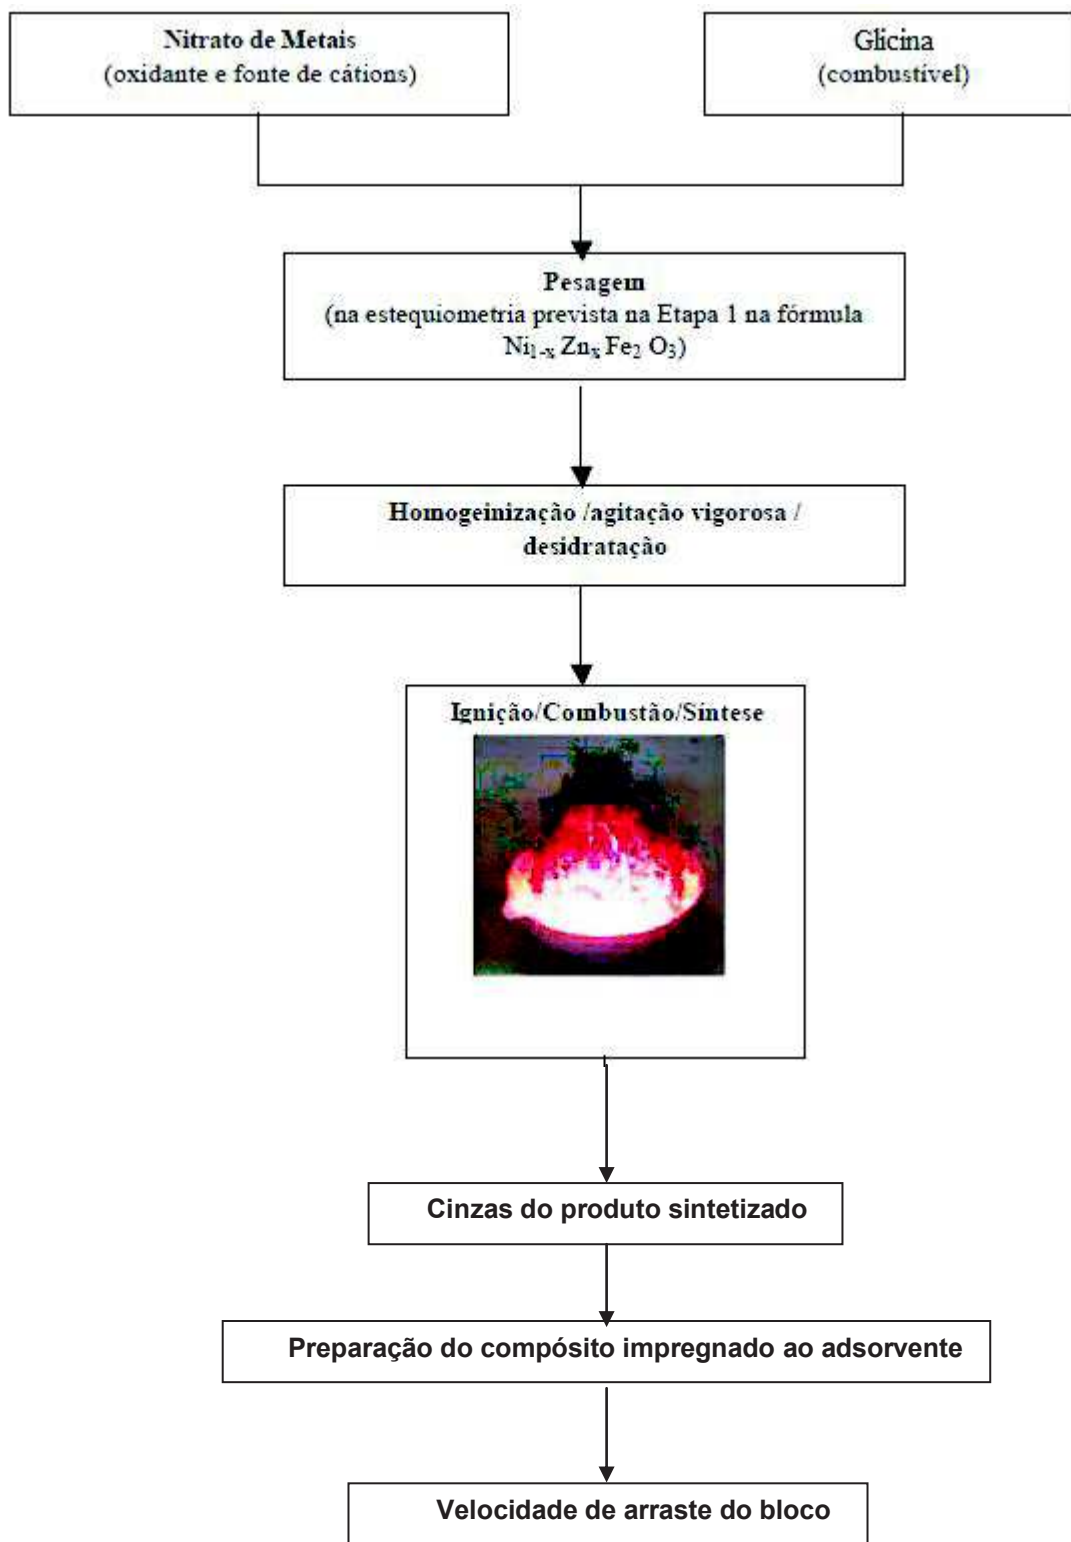 Nitrato de Metais
(oxidante e fonte de cátions)
Glicina
(combustível)
Pesagem
(na estequiometria prevista na Etapa 1 na fórmula
Ni1-x Znx Fe2 O3)
Homogeinização /agitação vigorosa /
desidratação
Ignição/Combustão/Síntese
Cinzas do produto sintetizado
Preparação do compósito impregnado ao adsorvente
Velocidade de arraste do bloco